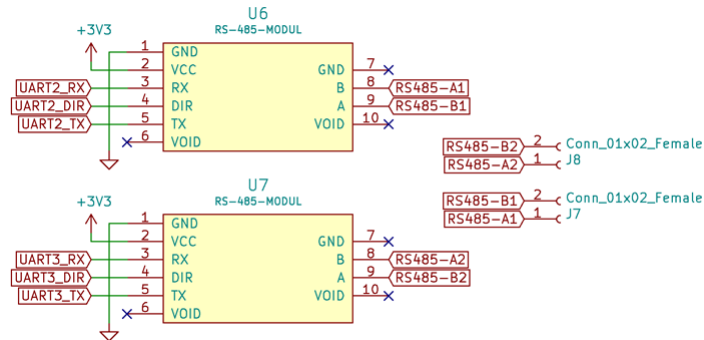 U6
RS-485-MODUL
+3V3
1 GND
2 VCC GND 7
UART2_RX 3 RX B 8 RS485-A1
UART2_DIR 4 DIR A 9 RS485-B1
UART2_TX 5 TX VOID 10
6 VOID
RS485-B2 2 Conn_01x02_Female
RS485-A2 1 J8
U7
RS-485-MODUL
+3V3
RS485-B1 2 Conn_01x02_Female
RS485-A1 1 J7
1 GND
2 VCC GND 7
UART3_RX 3 RX B 8 RS485-A2
UART3_DIR 4 DIR A 9 RS485-B2
UART3_TX 5 TX VOID 10
6 VOID